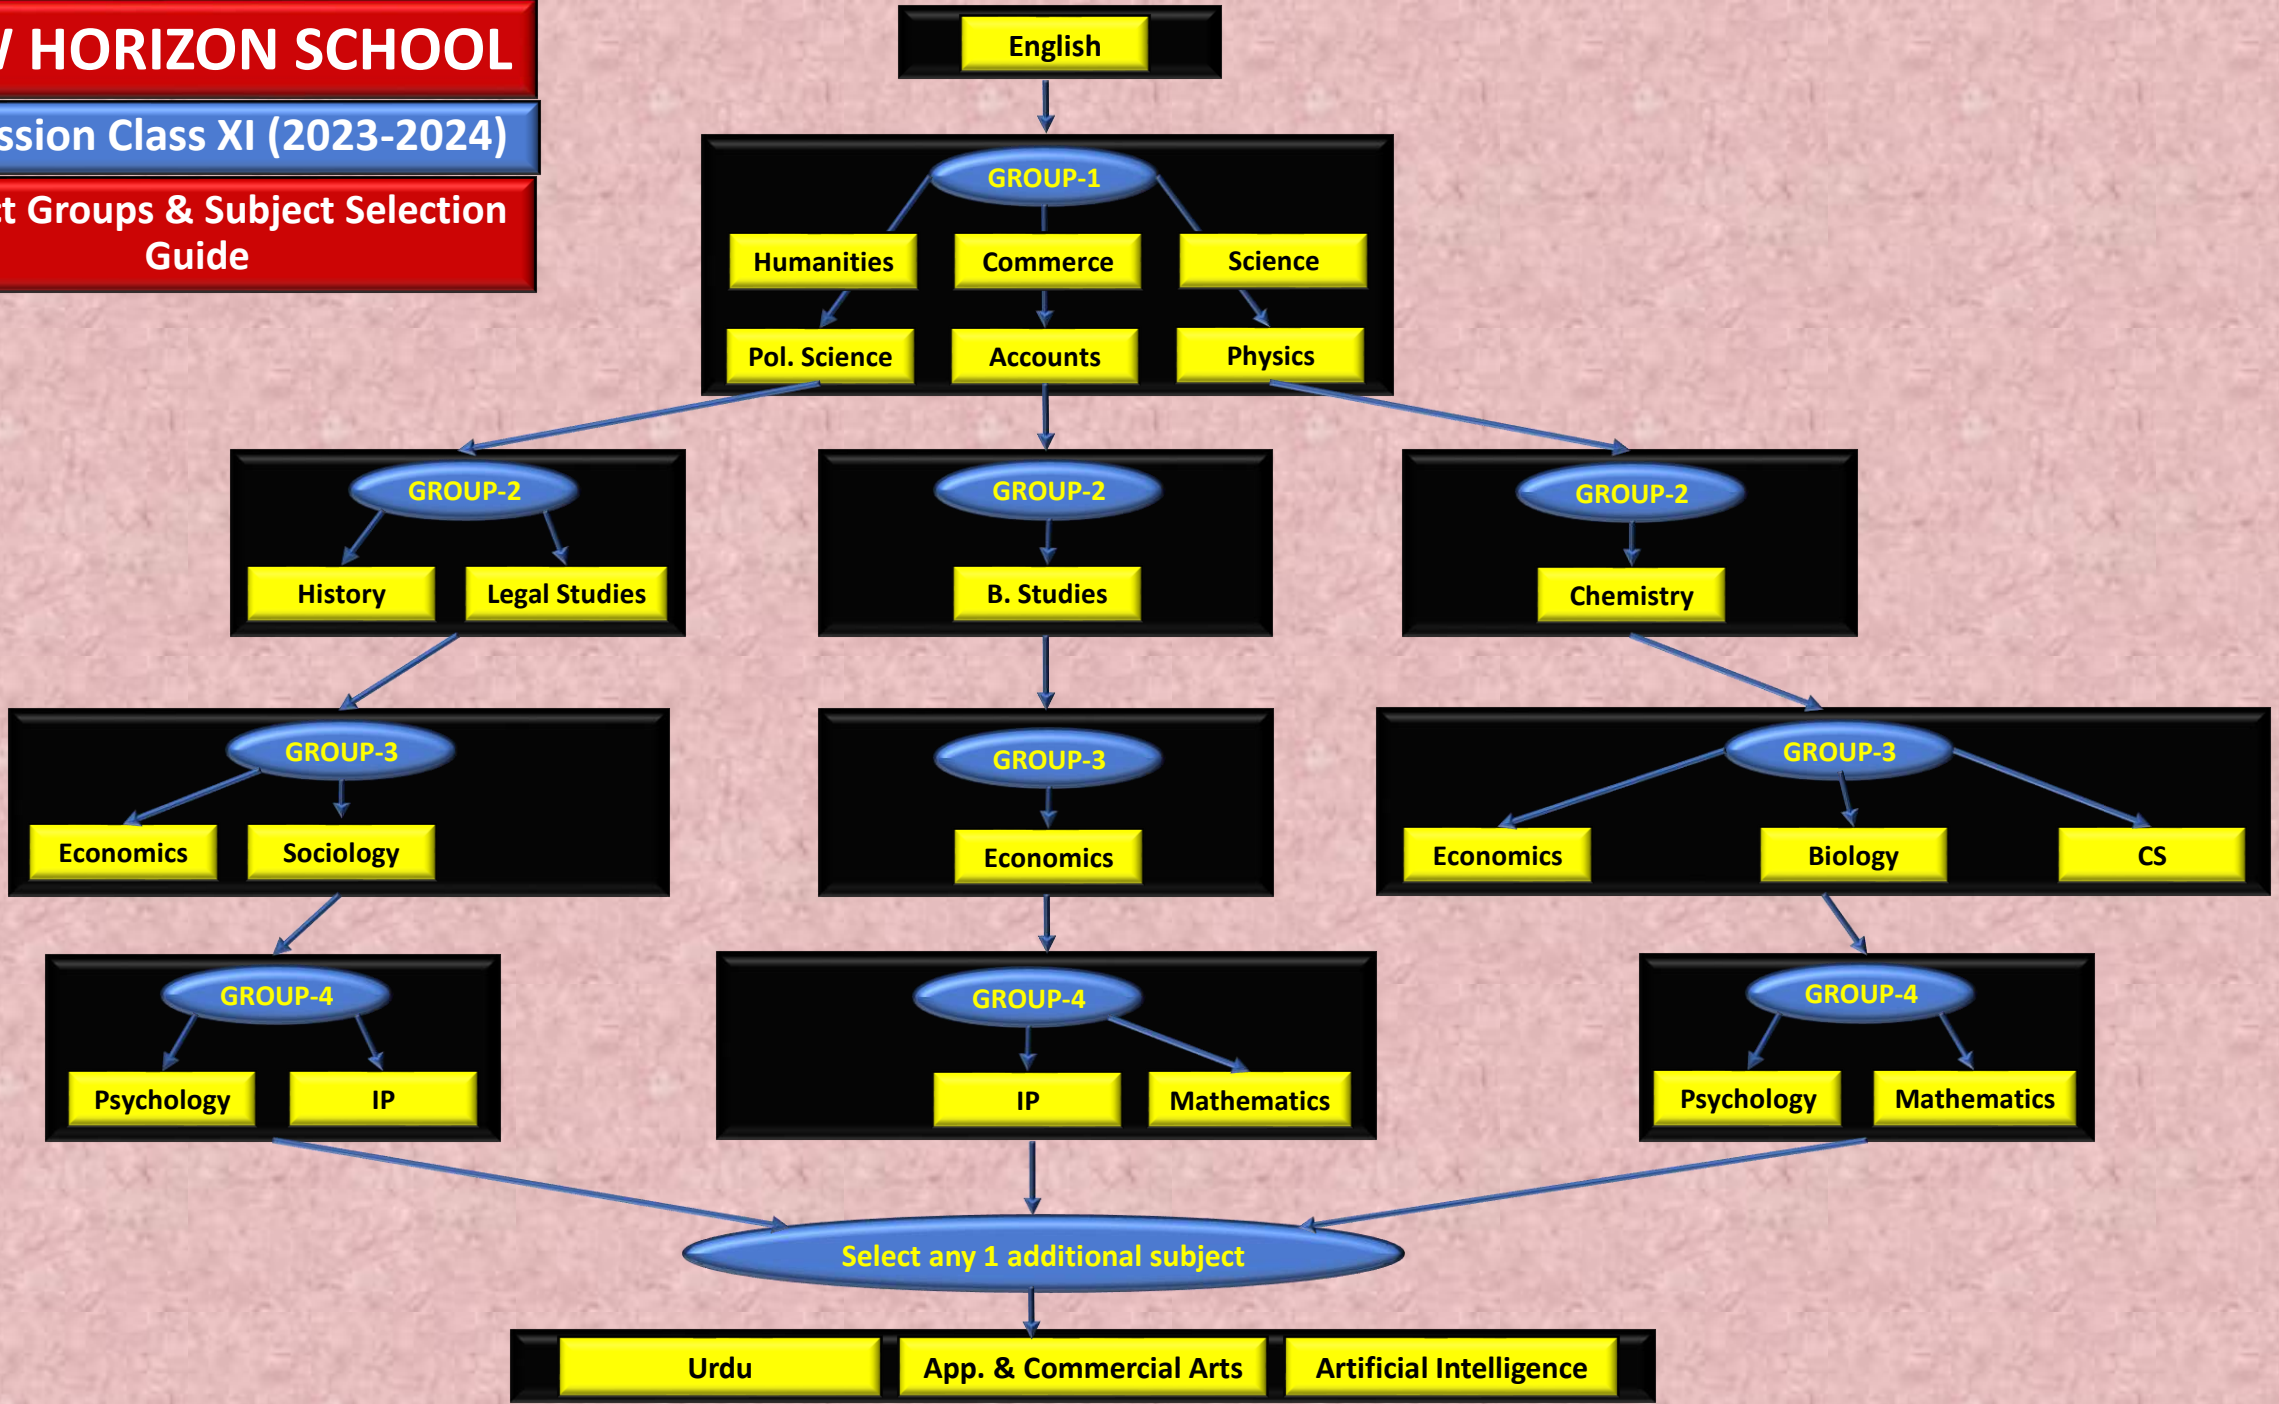 HORIZON SCHOOL
Class XI (2023-2024)
Groups & Subject Selection
Guide
English
GROUP-1
Humanities
Commerce
Science
Pol. Science
Accounts
Physics
GROUP-2
GROUP-2
GROUP-2
History
Legal Studies
B. Studies
Chemistry
GROUP-3
GROUP-3
GROUP-3
Economics
Sociology
Economics
Economics
Biology
CS
GROUP-4
GROUP-4
GROUP-4
Psychology
IP
IP
Mathematics
Psychology
Mathematics
Select any 1 additional subject
Urdu
App. & Commercial Arts
Artificial Intelligence